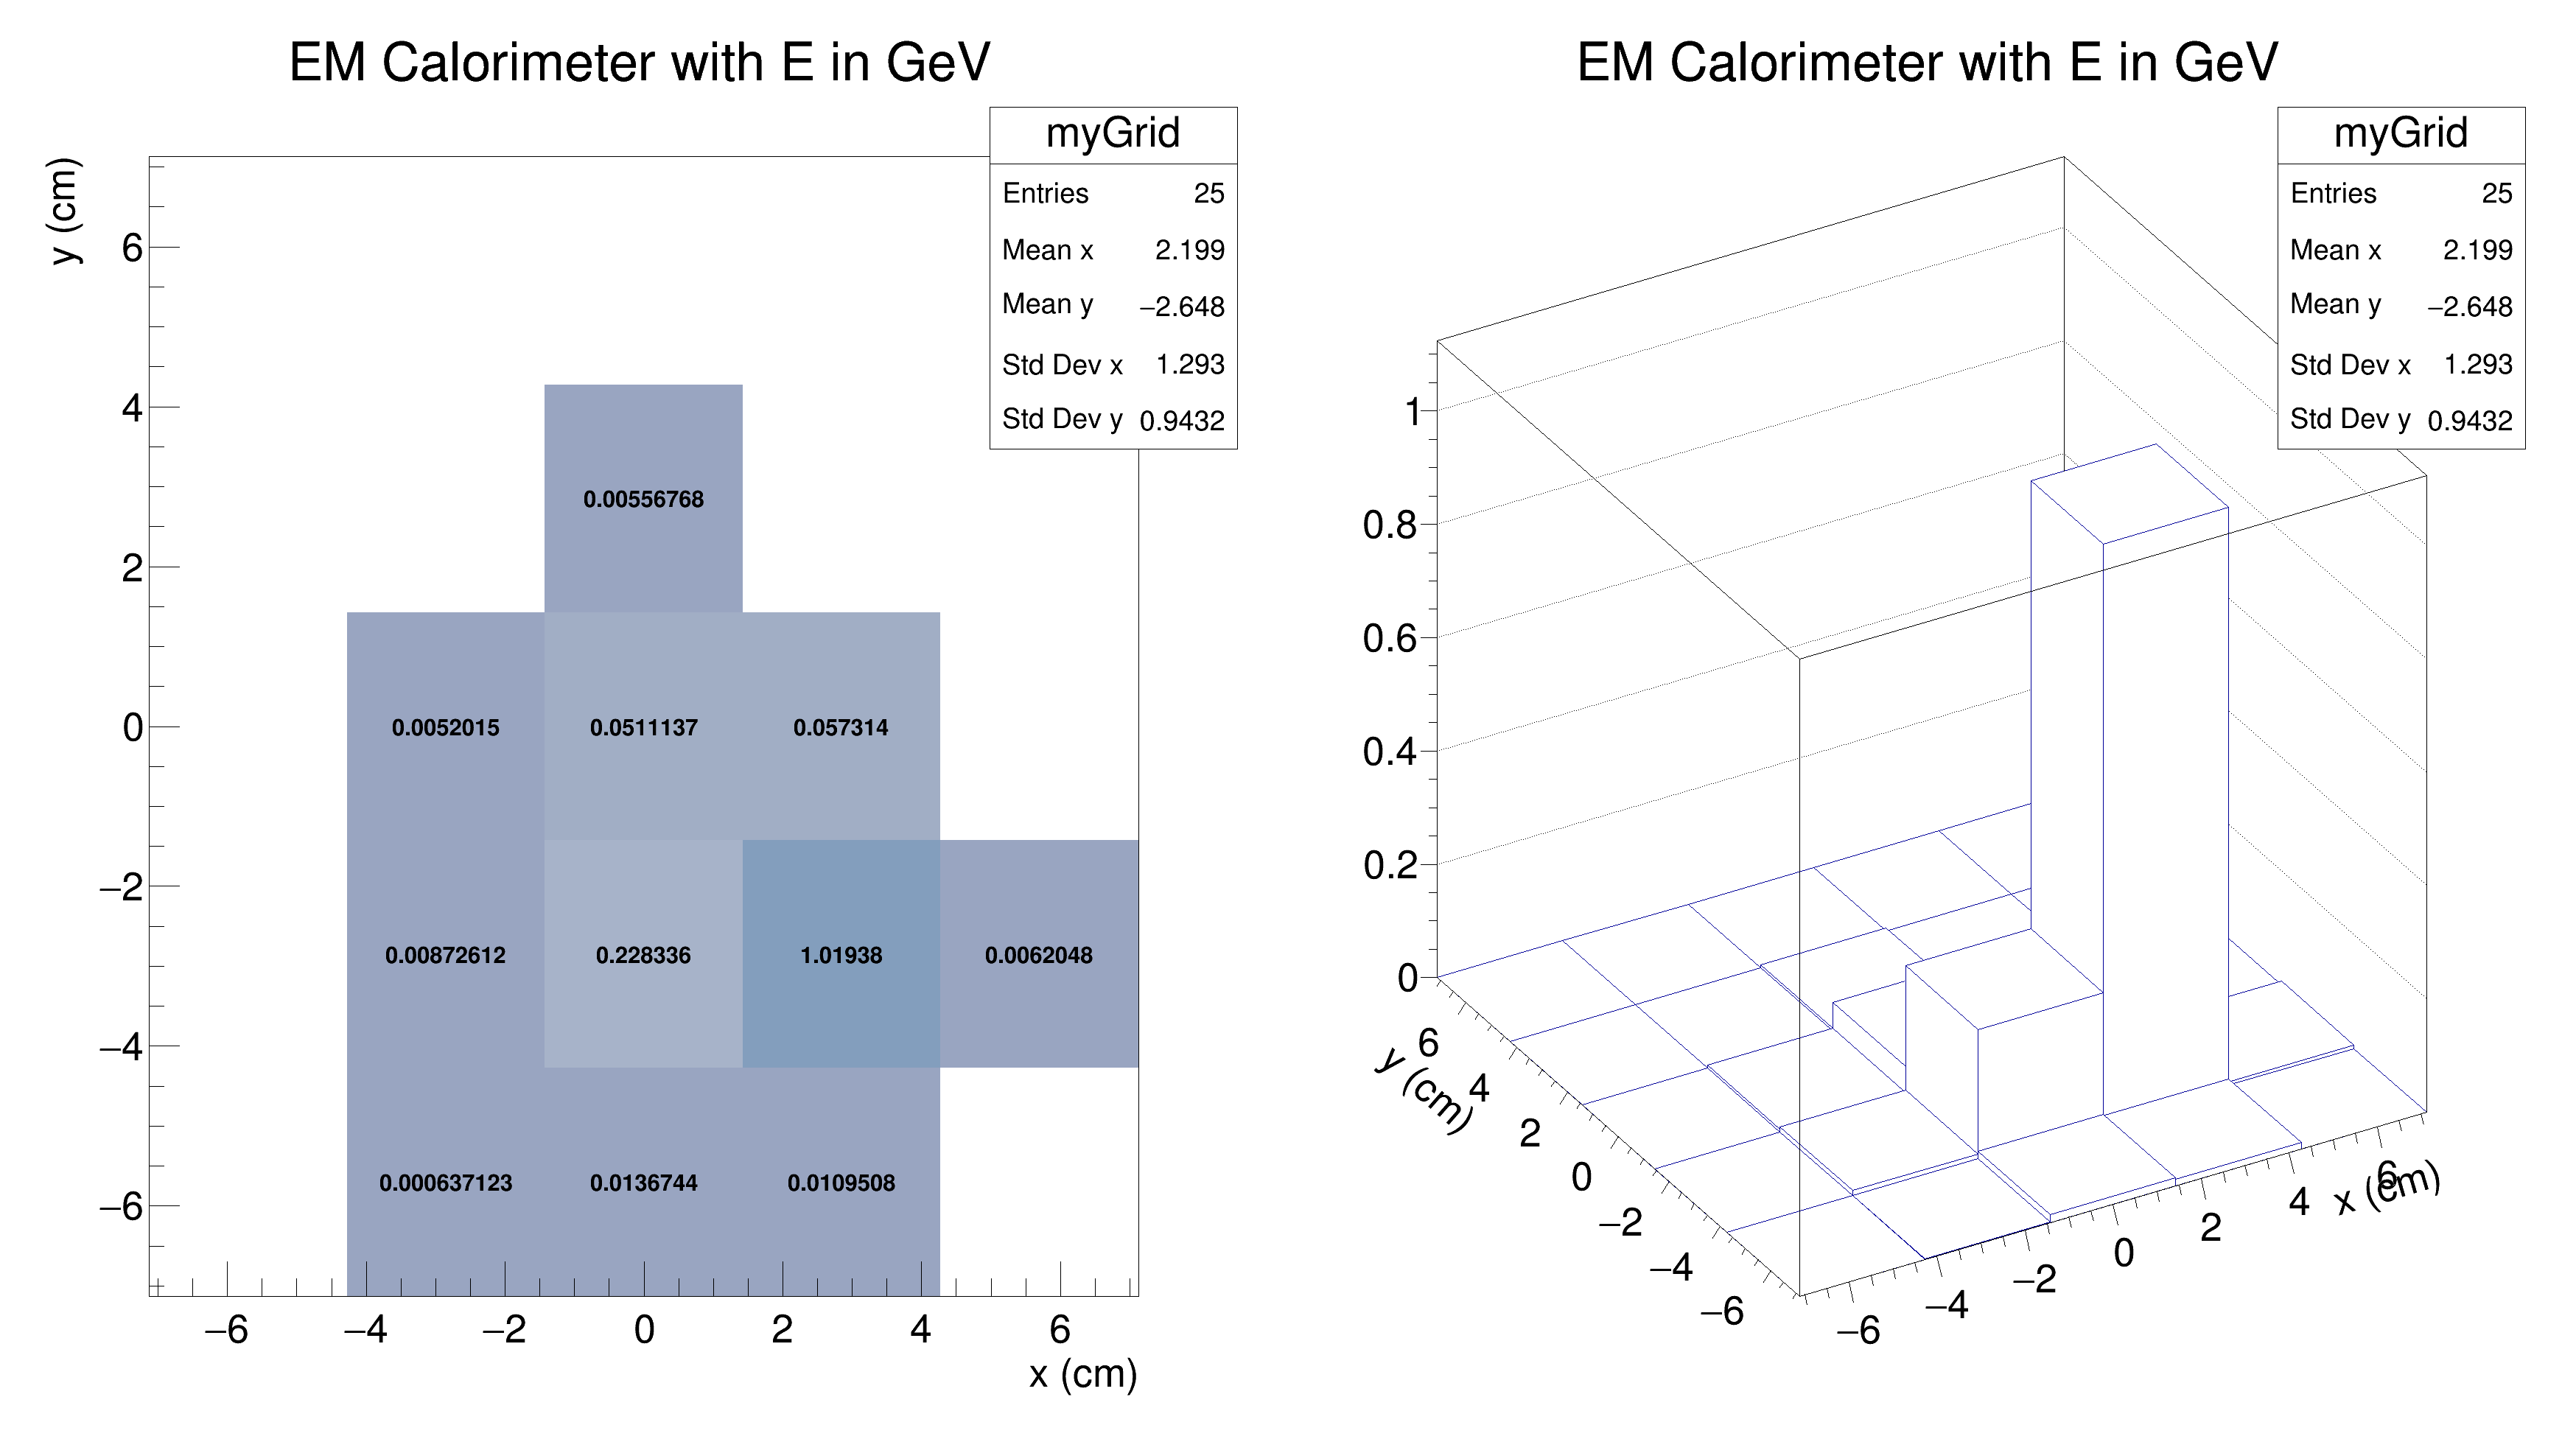 EM Calorimeter with E in GeV
myGrid
Entries 25
Mean x 2.199
Mean y −2.648
Std Dev x 1.293
Std Dev y 0.9432
y (cm)
6
4
2
0
−2
−4
−6
0.00556768
0.0052015 0.0511137 0.057314
0.00872612 0.228336 1.01938 0.0062048
0.000637123 0.0136744 0.0109508
−6 −4 −2 0 2 4 6
x (cm)
EM Calorimeter with E in GeV
myGrid
Entries 25
Mean x 2.199
Mean y −2.648
Std Dev x 1.293
Std Dev y 0.9432
1
0.8
0.6
0.4
0.2
0
y (cm)
6
4
2
0
−2
−4
−6
−6 −4 −2 0 2 4 6
x (cm)